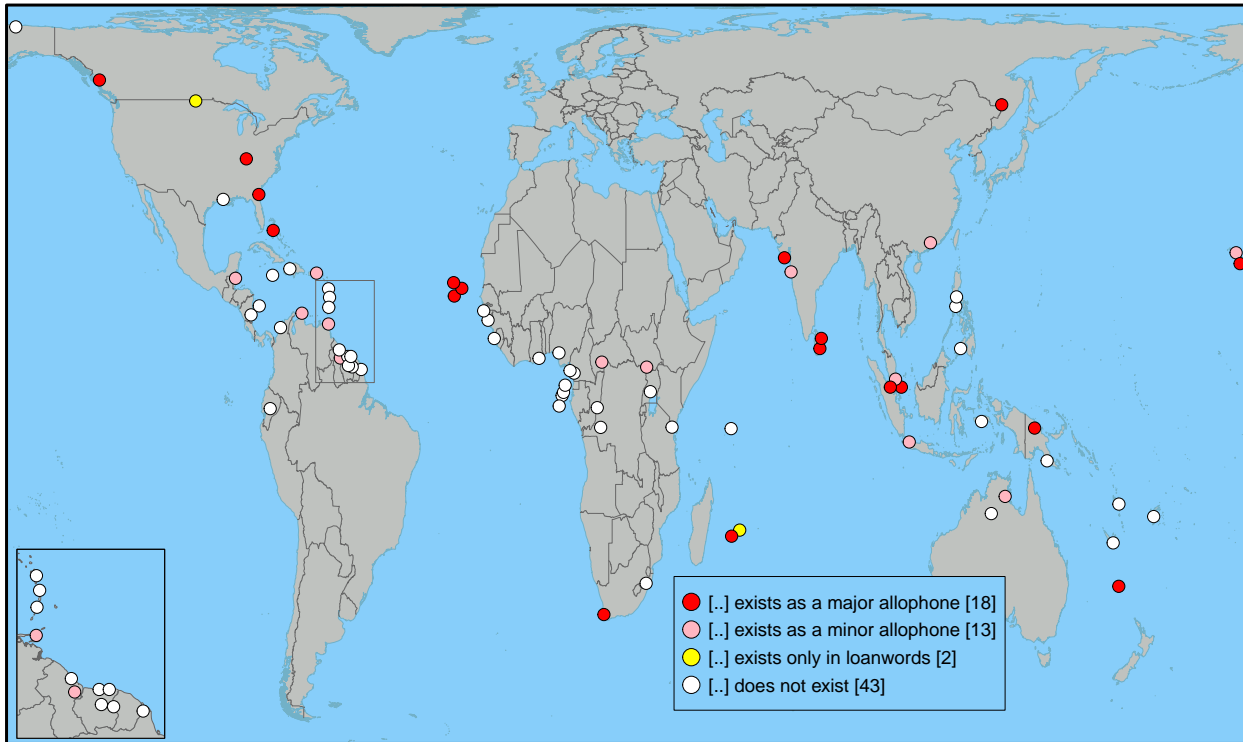 [..] exists as a major allophone [18]
[..] exists as a minor allophone [13]
[..] exists only in loanwords [2]
[..] does not exist [43]